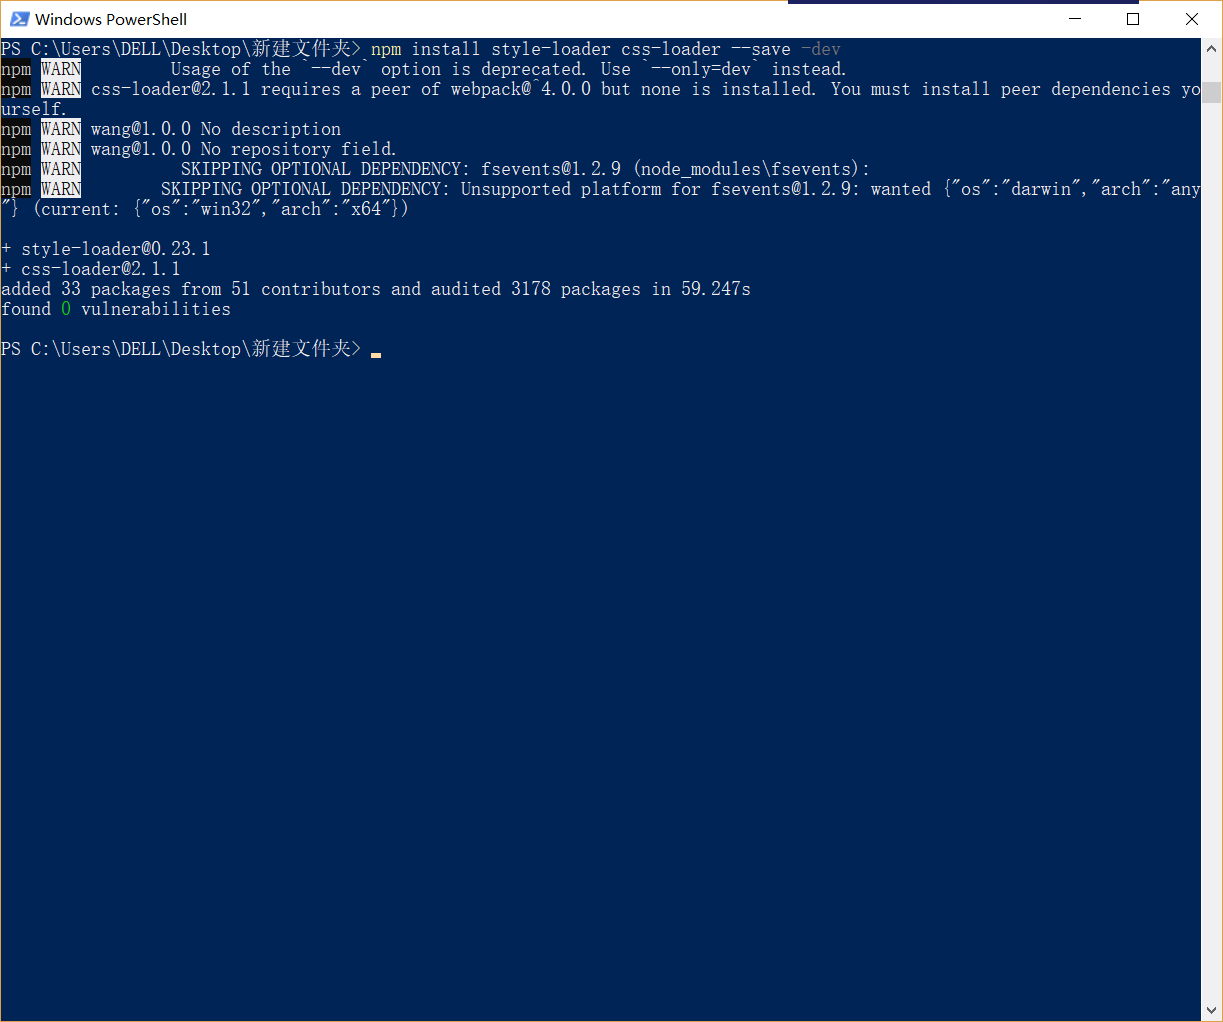 Windows PowerShell
PS C:\Users\DELL\Desktop\新建文件夹> npm install style-loader css-loader --save -dev
npm WARN Usage of the `--dev` option is deprecated. Use `--only=dev` instead.
npm WARN css-loader@2.1.1 requires a peer of webpack@^4.0.0 but none is installed. You must install peer dependencies yo
urself.
npm WARN wang@1.0.0 No description
npm WARN wang@1.0.0 No repository field.
npm WARN SKIPPING OPTIONAL DEPENDENCY: fsevents@1.2.9 (node_modules\fsevents):
npm WARN SKIPPING OPTIONAL DEPENDENCY: Unsupported platform for fsevents@1.2.9: wanted {"os":"darwin","arch":"any
"} (current: {"os":"win32","arch":"x64"})
+ style-loader@0.23.1
+ css-loader@2.1.1
added 33 packages from 51 contributors and audited 3178 packages in 59.247s
found 0 vulnerabilities
PS C:\Users\DELL\Desktop\新建文件夹>